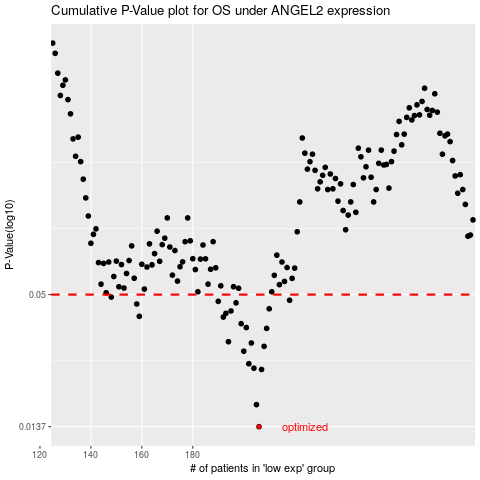 Cumulative P-Value plot for OS under ANGEL2 expression
P-Value(log10)
0.05
0.0137
optimized
120 140 160 180
# of patients in 'low exp' group